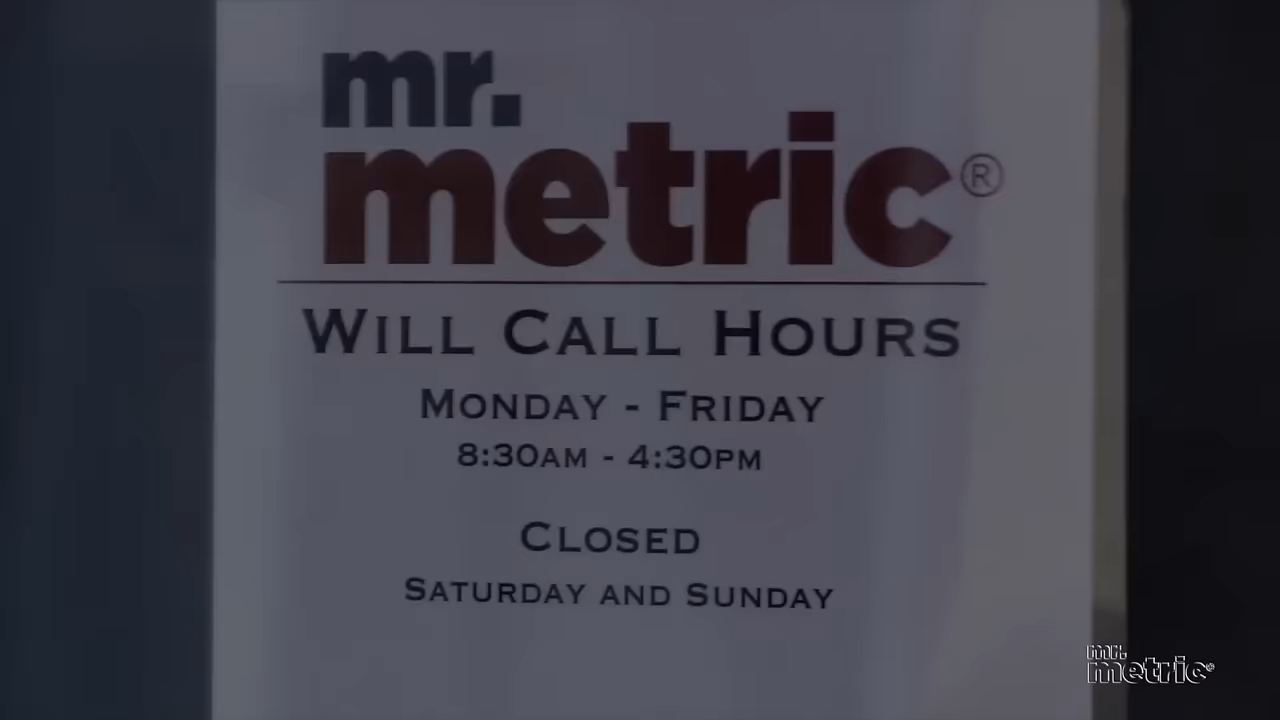 mr.
metric®
WILL CALL HOURS
MONDAY - FRIDAY
8:30AM - 4:30PM
CLOSED
SATURDAY AND SUNDAY
mr.
metric®